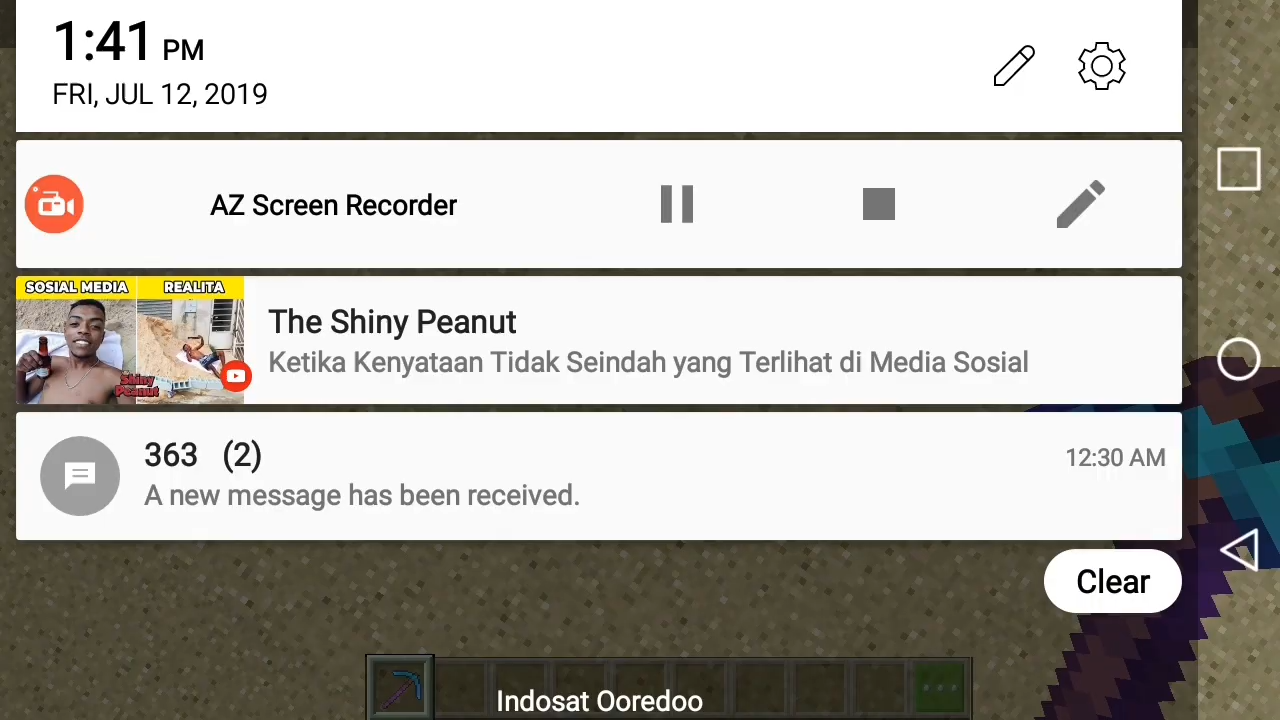 1:41 PM
FRI, JUL 12, 2019
AZ Screen Recorder
SOSIAL MEDIA
REALITA
Shiny
Peanut
The Shiny Peanut
Ketika Kenyataan Tidak Seindah yang Terlihat di Media Sosial
363 (2)
12:30 AM
A new message has been received.
Clear
Indosat Ooredoo